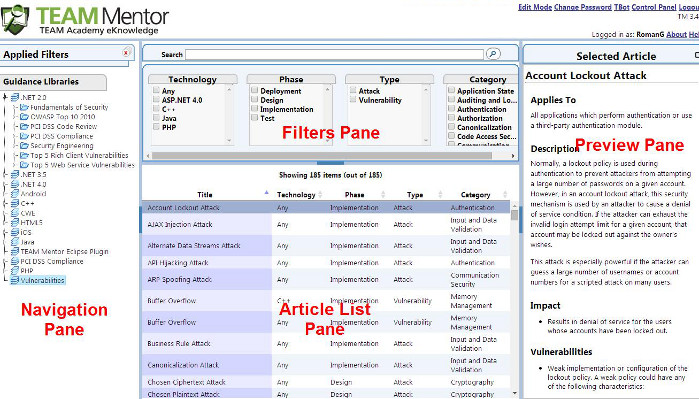 TEAM Mentor
TEAM Academy eKnowledge
Edit Mode Change Password TBot Control Panel Logou
TM 3.4
Logged in as: RomanG About Hel
Applied Filters
Guidance Libraries
.NET 2.0
Fundamentals of Security
OWASP Top 10 2010
PCI DSS Code Review
PCI DSS Compliance
Security Engineering
Top 5 Rich Client Vulnerabilities
Top 5 Web Service Vulnerabilities
.NET 3.5
.NET 4.0
Android
C++
CWE
HTML5
iOS
Java
TEAM Mentor Eclipse Plugin
PCI DSS Compliance
PHP
Vulnerabilities
Navigation
Pane
Search
Technology
Any
ASP.NET 4.0
C++
Java
PHP
Phase
Deployment
Design
Implementation
Test
Type
Attack
Vulnerability
Category
Application State
Auditing and Lo...
Authentication
Authorization
Canonicalization
Code Access Sec...
Communication
Filters Pane
Showing 185 items (out of 185)
Title Technology Phase Type Category
Account Lockout Attack Any Implementation Attack Authentication
AJAX Injection Attack Any Implementation Attack Input and Data Validation
Alternate Data Streams Attack Any Implementation Attack Input and Data Validation
API Hijacking Attack Any Implementation Attack Authentication
ARP Spoofing Attack Any Implementation Attack Communication Security
Buffer Overflow C++ Implementation Vulnerability Memory Management
Buffer Overflow Any Implementation Vulnerability Memory Management
Business Rule Attack Any Implementation Attack Input and Data Validation
Canonicalization Attack Any Implementation Attack Input and Data Validation
Chosen Ciphertext Attack Any Design Attack Cryptography
Chosen Plaintext Attack Any Design Attack Cryptography
Article List
Pane
Selected Article
Account Lockout Attack
Applies To
All applications which perform authentication or use
a third-party authentication module.
Description
Preview Pane
Normally, a lockout policy is used during
authentication to prevent attackers from attempting
a large number of passwords on a given account.
However, in an account lockout attack, this security
mechanism is used by an attacker to cause a
denial of service condition. If the attacker can exhaust the
invalid login attempt limit for a given account, that
account may be locked out against the owner's
wishes.
This attack is especially powerful if the attacker can
guess a large number of usernames or account
numbers for a scripted attack on many users.
Impact
Results in denial of service for the users
whose accounts have been locked out.
Vulnerabilities
Weak implementation or configuration of the
lockout policy. A weak policy could have any
of the following characteristics: